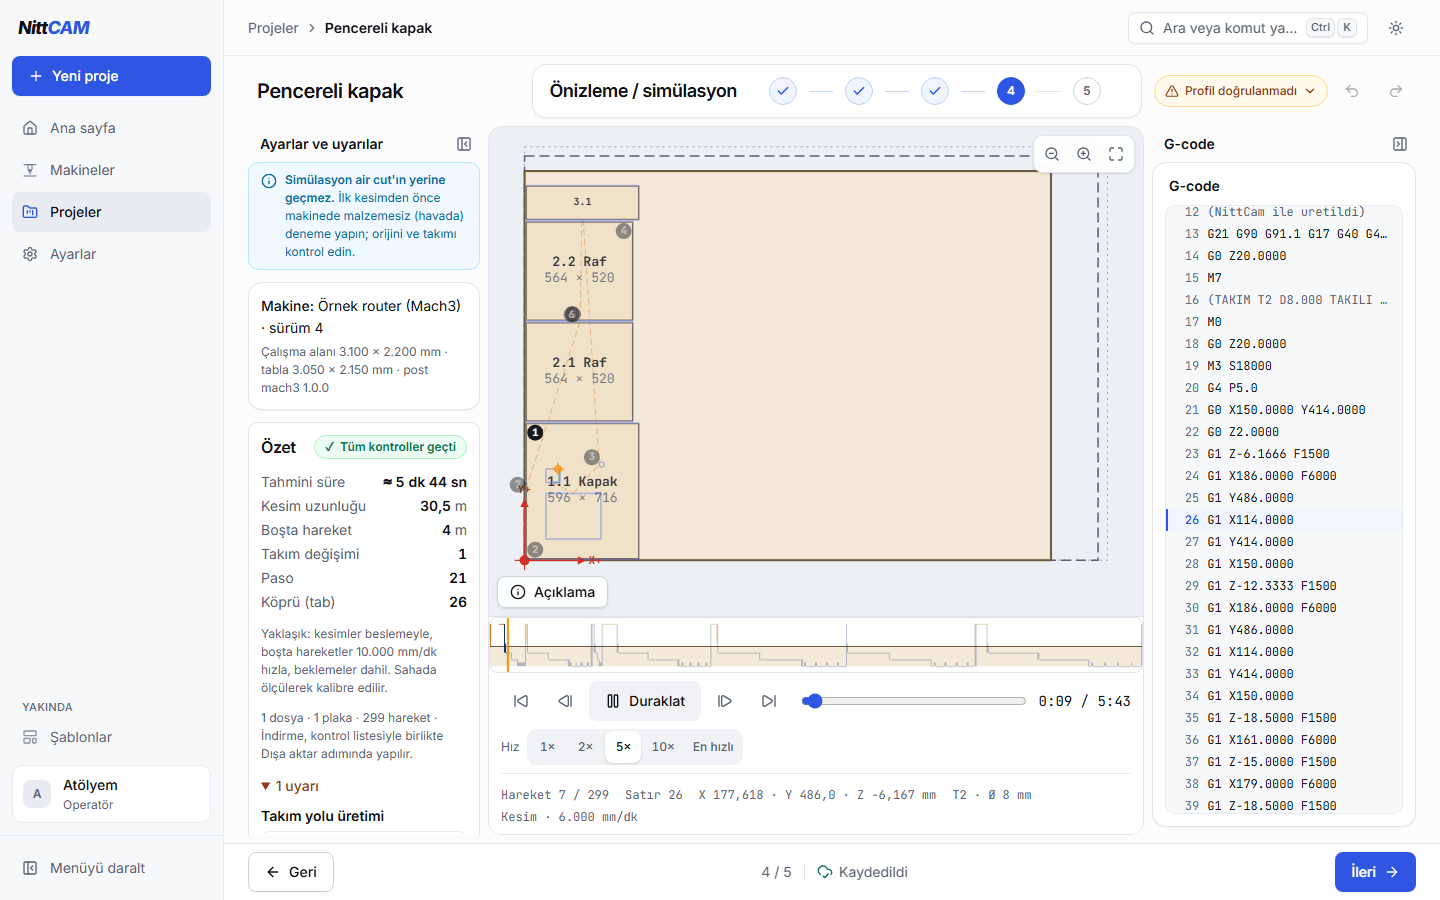 NittCAM
Yeni proje
Ana sayfa
Makineler
Projeler
Ayarlar
YAKINDA
Şablonlar
A
Atölyem
Operatör
Menüyü daralt
Projeler > Pencereli kapak
Ara veya komut ya... Ctrl K
Pencereli kapak
Önizleme / simülasyon
4
5
Profil doğrulanmadı
Ayarlar ve uyarılar
Simülasyon air cut'ın yerine
geçmez. İlk kesimden önce
makinede malzemesiz (havada)
deneme yapın; orijini ve takımı
kontrol edin.
Makine: Örnek router (Mach3)
· sürüm 4
Çalışma alanı 3.100 × 2.200 mm ·
tabla 3.050 × 2.150 mm · post
mach3 1.0.0
Özet
✓ Tüm kontroller geçti
Tahmini süre ≈ 5 dk 44 sn
Kesim uzunluğu 30,5 m
Boşta hareket 4 m
Takım değişimi 1
Paso 21
Köprü (tab) 26
Yaklaşık: kesimler beslemeyle,
boşta hareketler 10.000 mm/dk
hızla, beklemeler dahil. Sahada
ölçülerek kalibre edilir.
1 dosya · 1 plaka · 299 hareket ·
İndirme, kontrol listesiyle birlikte
Dışa aktar adımında yapılır.
▼ 1 uyarı
Takım yolu üretimi
3.1
4
2.2 Raf
564 × 520
6
2.1 Raf
564 × 520
1
3
1.1 Kapak
596 × 716
7
Y+
2
X+
Açıklama
Duraklat
0:09 / 5:43
Hız
1×
2×
5×
10×
En hızlı
Hareket 7 / 299 Satır 26 X 177,618 · Y 486,0 · Z -6,167 mm T2 · Ø 8 mm
Kesim · 6.000 mm/dk
G-code
G-code
12 (NittCam ile üretildi)
13 G21 G90 G91.1 G17 G40 G4…
14 G0 Z20.0000
15 M7
16 (TAKIM T2 D8.000 TAKILI …
17 M0
18 G0 Z20.0000
19 M3 S18000
20 G4 P5.0
21 G0 X150.0000 Y414.0000
22 G0 Z2.0000
23 G1 Z-6.1666 F1500
24 G1 X186.0000 F6000
25 G1 Y486.0000
26 G1 X114.0000
27 G1 Y414.0000
28 G1 X150.0000
29 G1 Z-12.3333 F1500
30 G1 X186.0000 F6000
31 G1 Y486.0000
32 G1 X114.0000
33 G1 Y414.0000
34 G1 X150.0000
35 G1 Z-18.5000 F1500
36 G1 X161.0000 F6000
37 G1 Z-15.0000 F1500
38 G1 X179.0000 F6000
39 G1 Z-18.5000 F1500
Geri
4 / 5
Kaydedildi
İleri